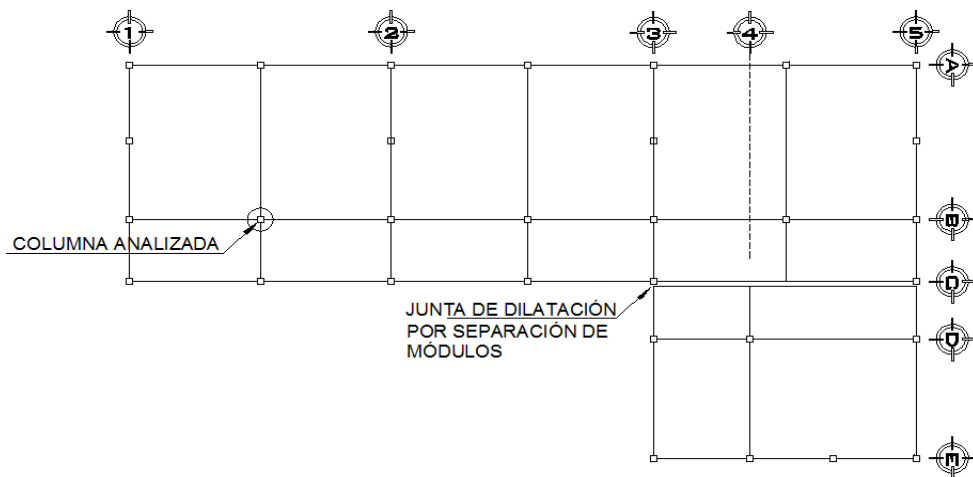 1 2 3 4 5
A
COLUMNA ANALIZADA
B
D
JUNTA DE DILATACIÓN
POR SEPARACIÓN DE
MÓDULOS
D
E